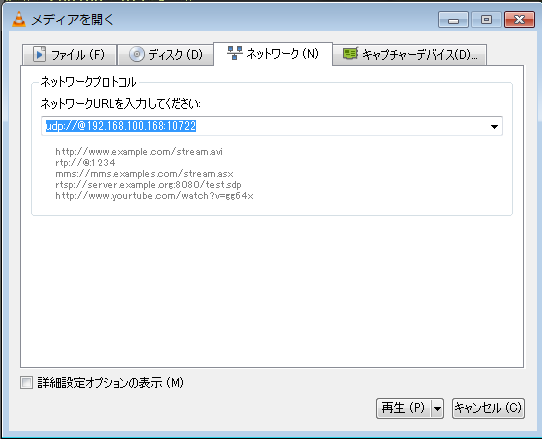 メディアを開く
ファイル (F)
ディスク (D)
ネットワーク (N)
キャプチャーデバイス(D)...
ネットワークプロトコル
ネットワークURLを入力してください:
udp://@192.168.100.168:10722
http://www.example.com/stream.avi
rtp://@:1234
mms://mms.examples.com/stream.asx
rtsp://server.example.org:8080/test.sdp
http://www.yourtube.com/watch?v=gg64x
詳細設定オプションの表示 (M)
再生 (P)
キャンセル (C)